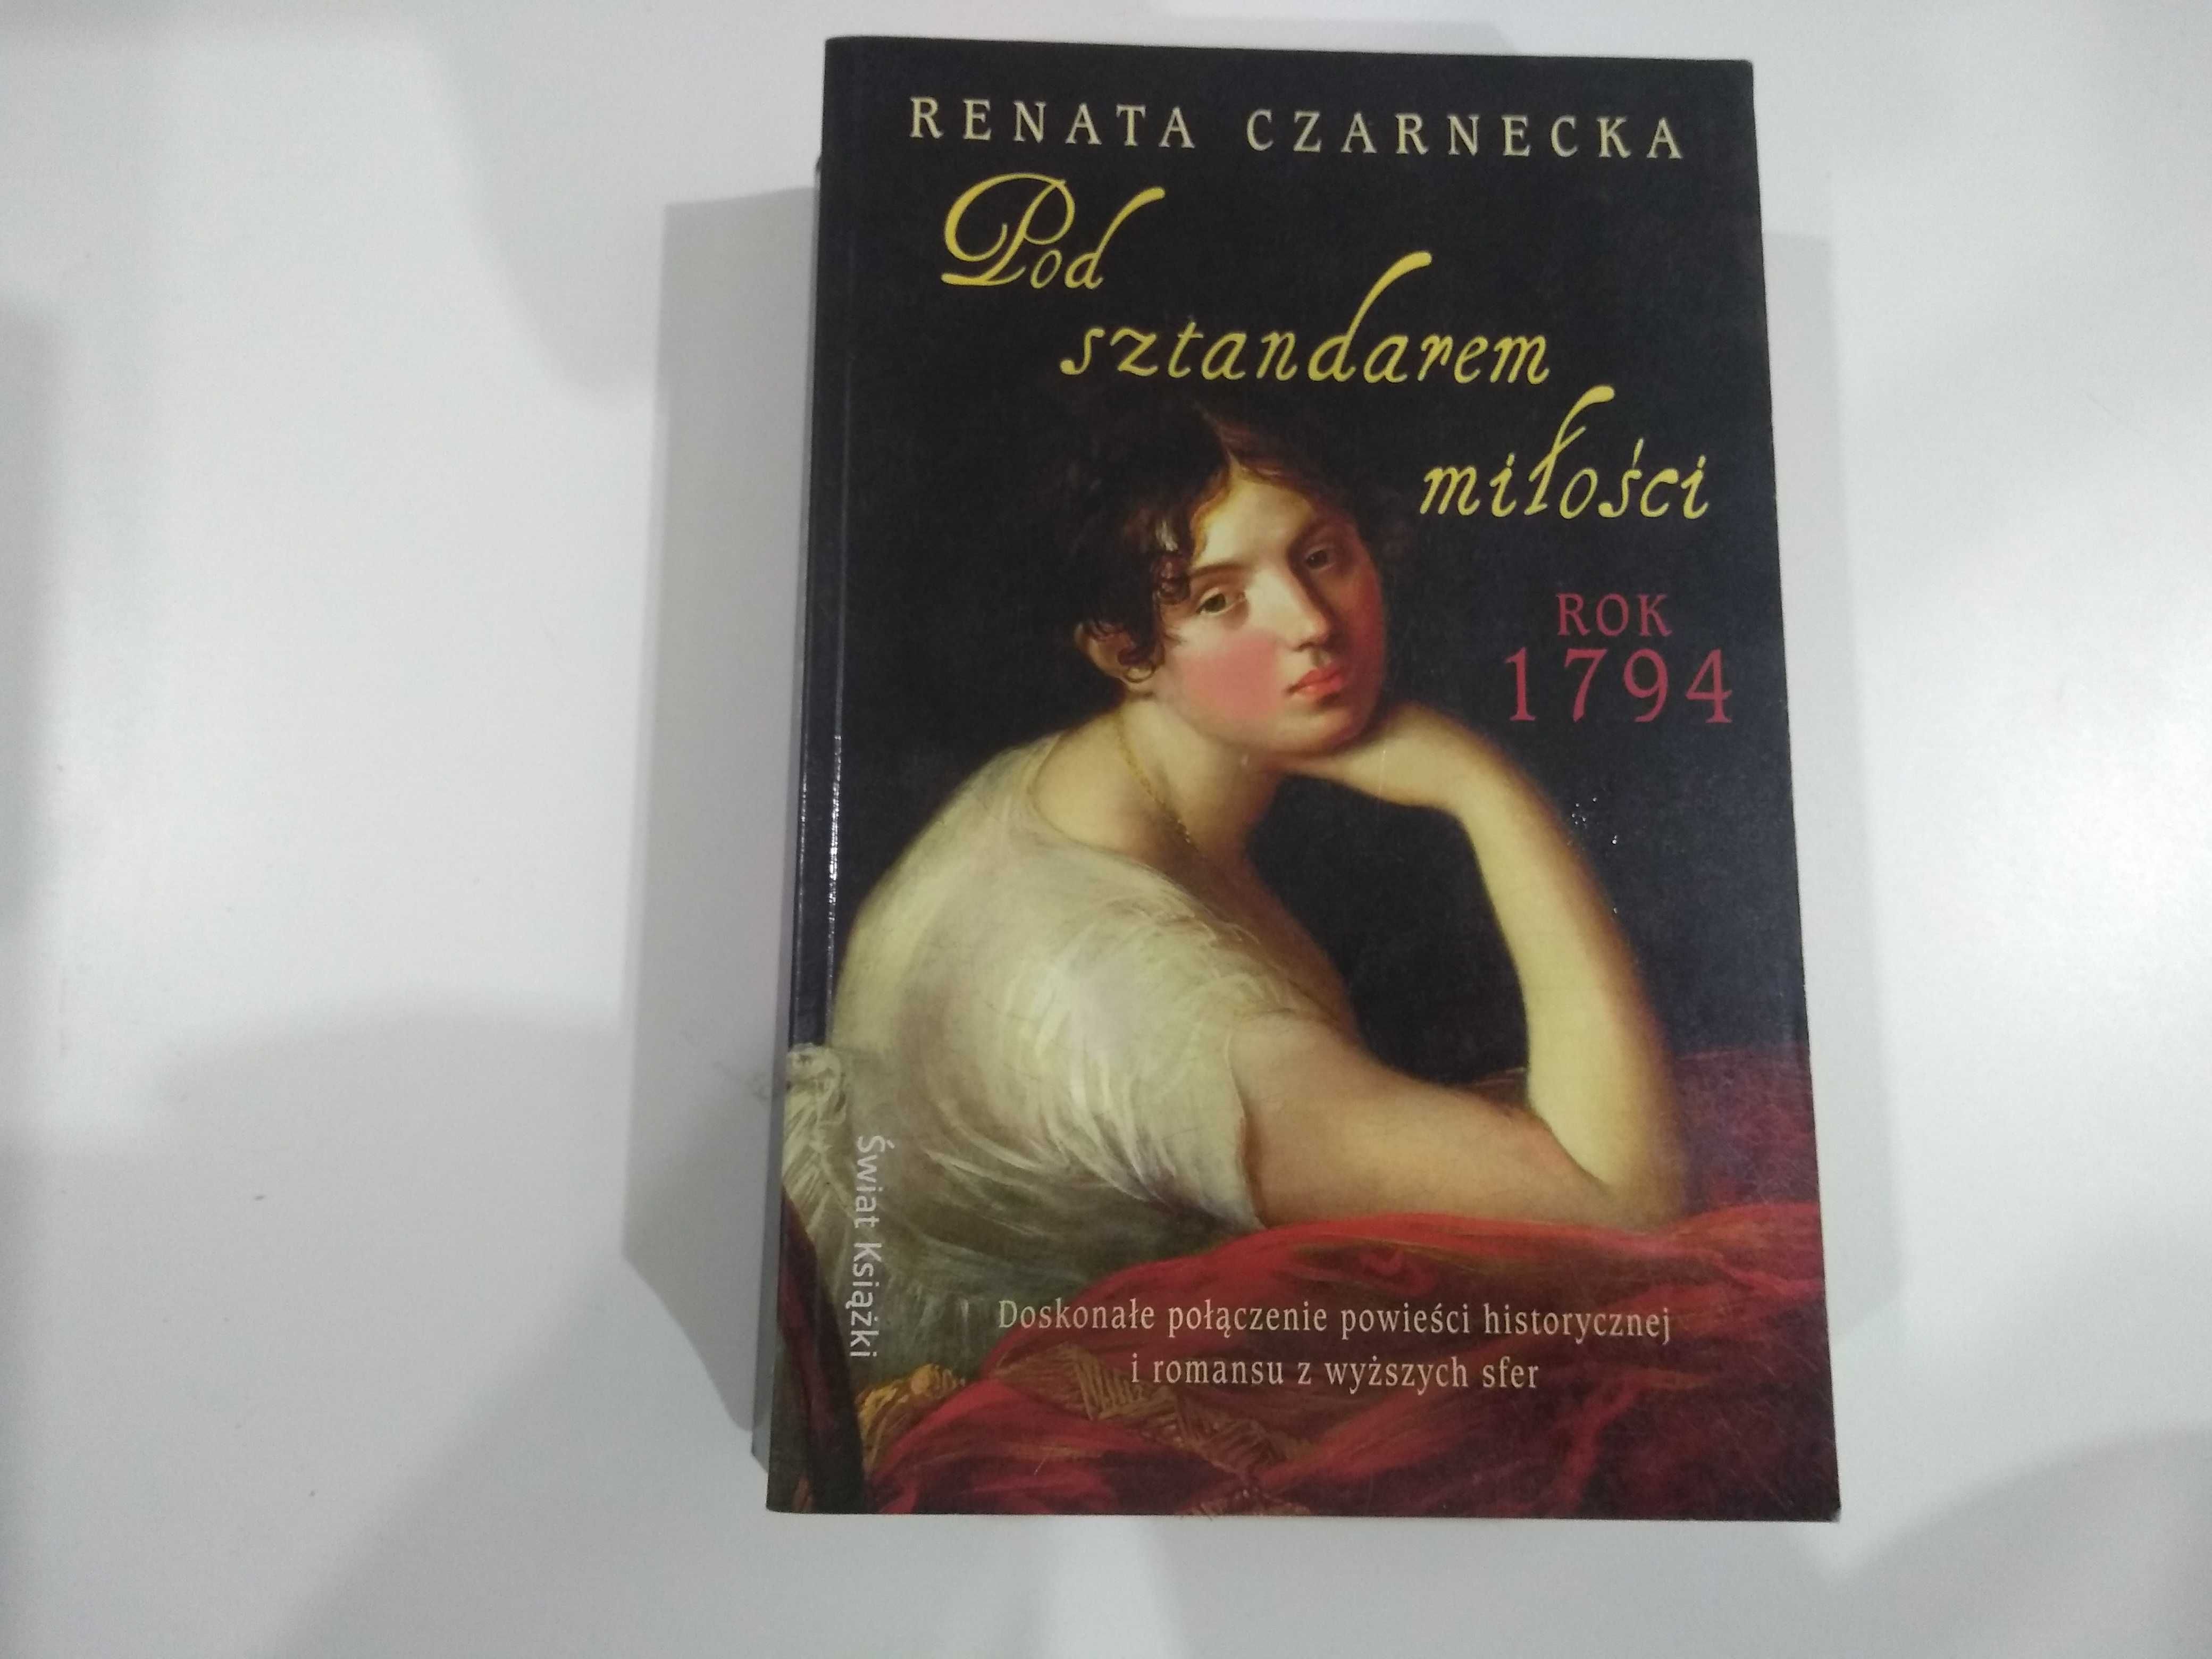 RENATA CZARNECKA
Pod
sztandarem
miłości
ROK
1794
Świat Książki
Doskonałe połączenie powieści historycznej
i romansu z wyższych sfer